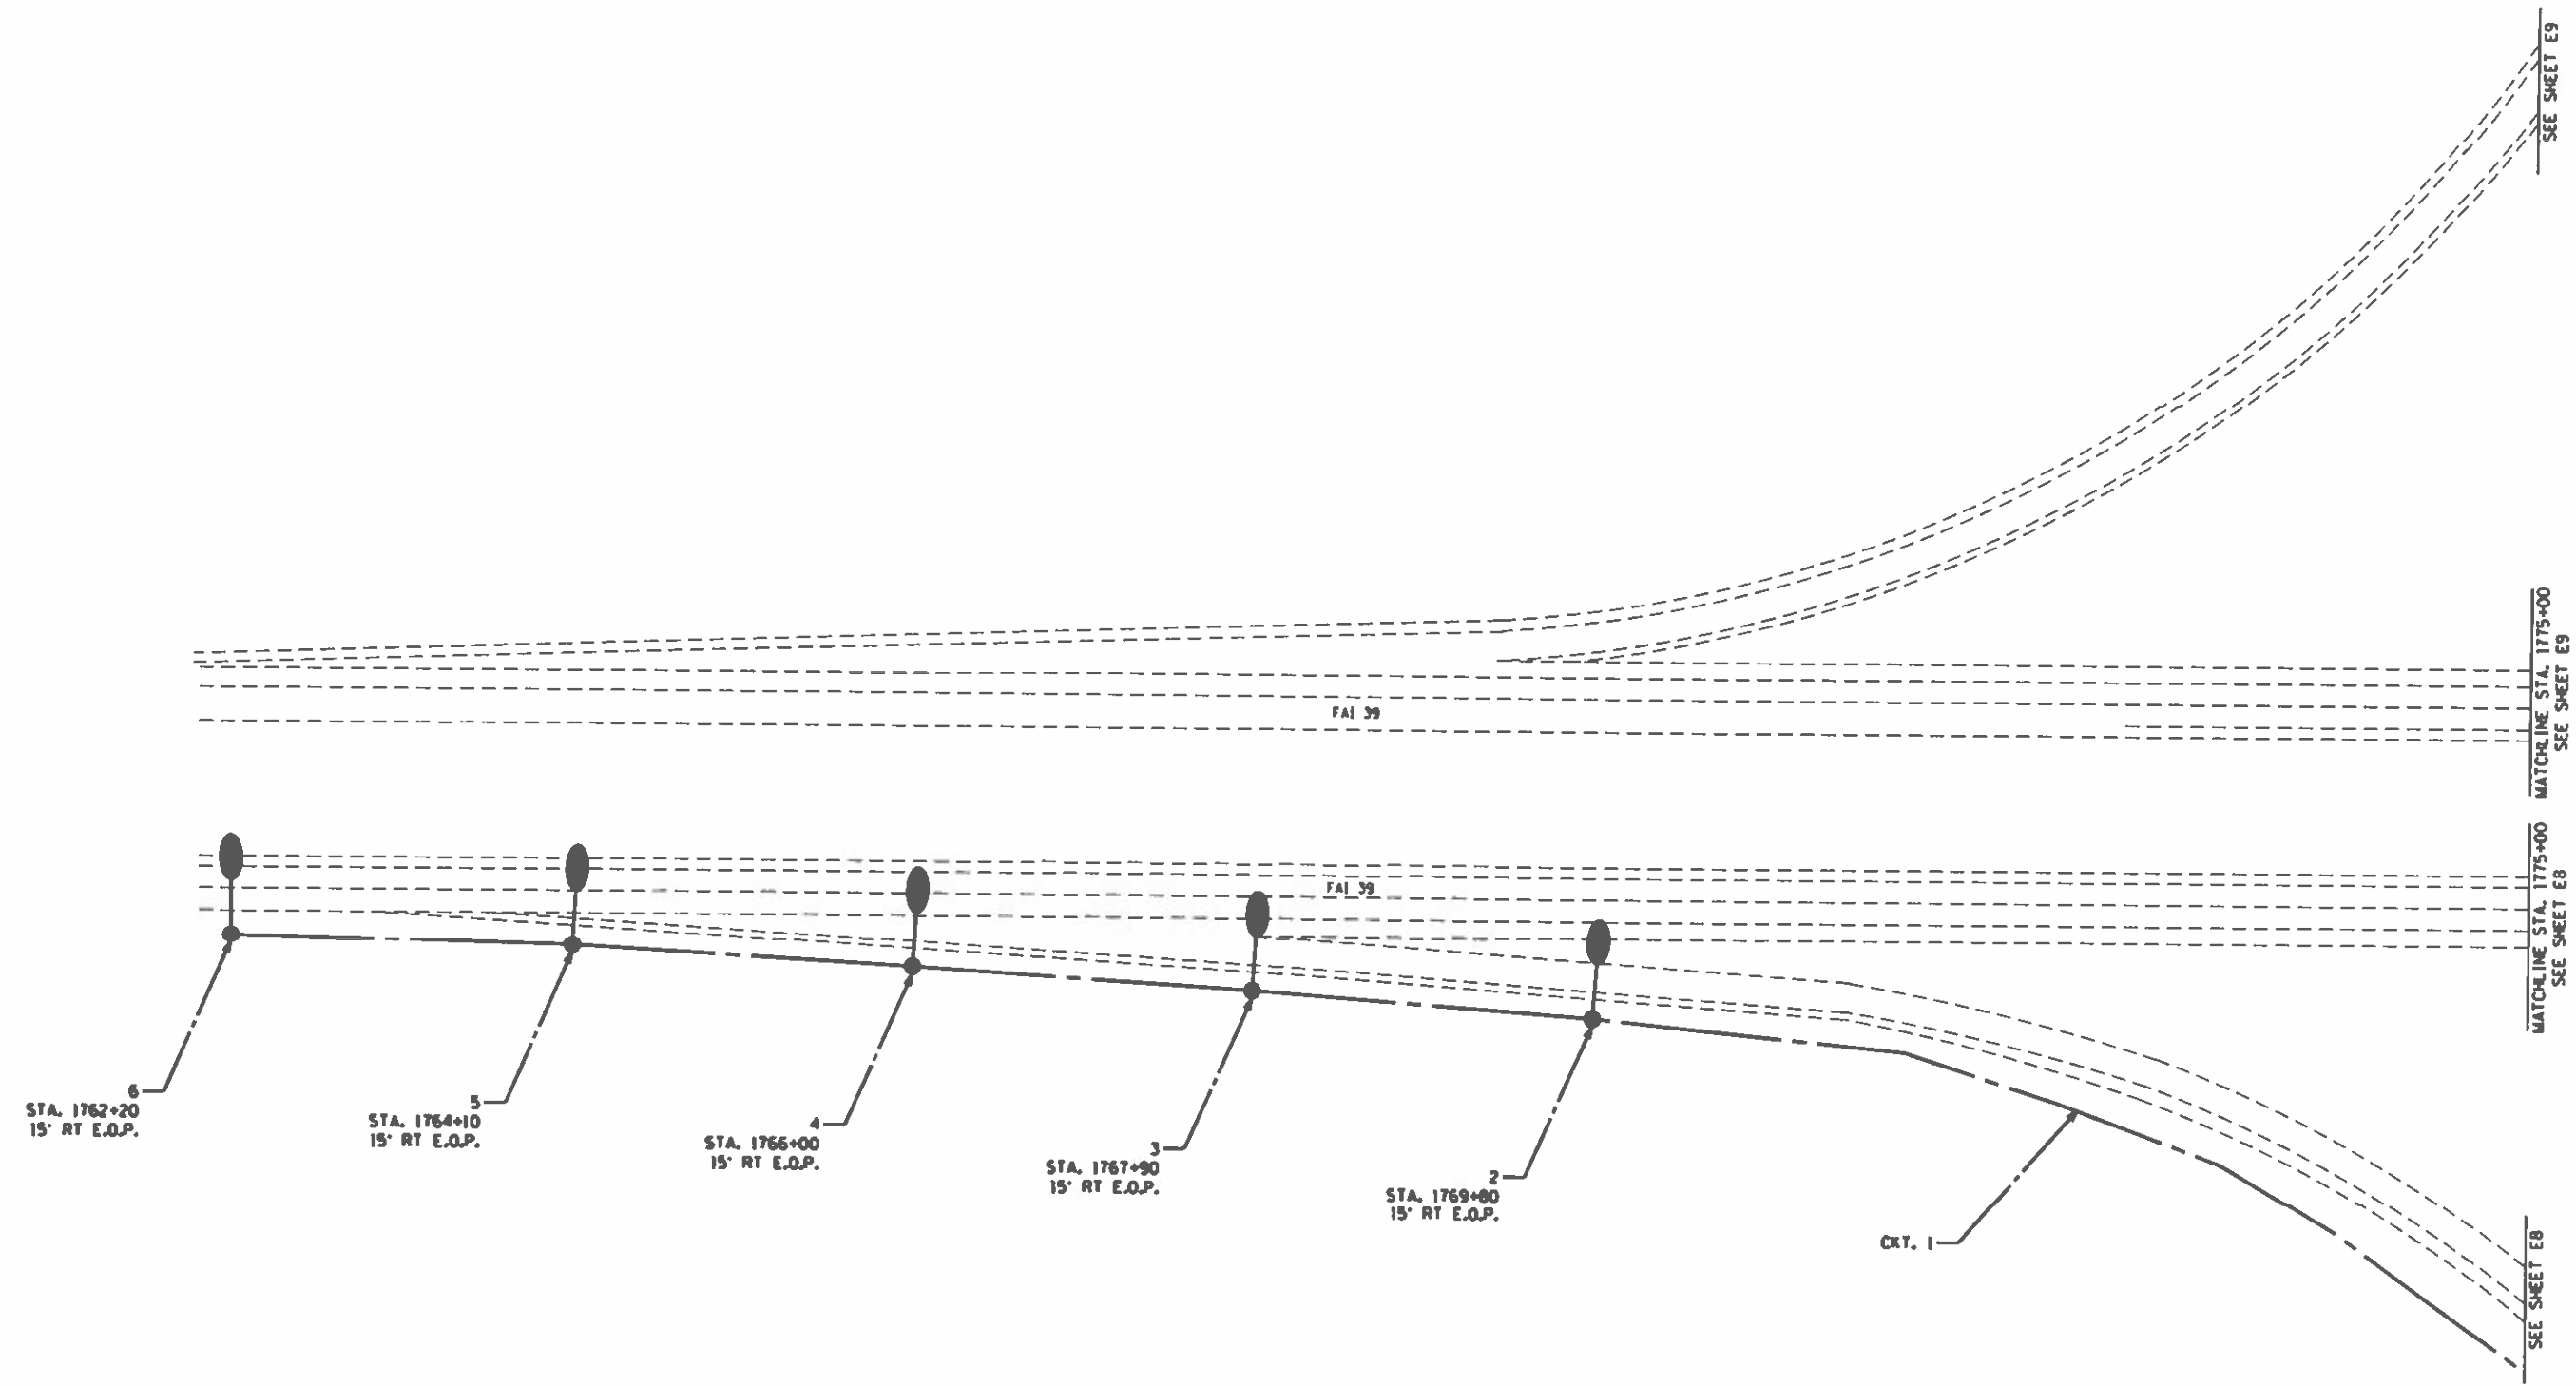 SEE SHEET E9
MATCHLINE STA. 1775+00
SEE SHEET E9
FAI 39
MATCHLINE STA. 1775+00
SEE SHEET E8
FAI 39
6
STA. 1762+20
15' RT E.O.P.
5
STA. 1764+10
15' RT E.O.P.
4
STA. 1766+00
15' RT E.O.P.
3
STA. 1767+90
15' RT E.O.P.
2
STA. 1769+80
15' RT E.O.P.
CKT. 1
SEE SHEET E8